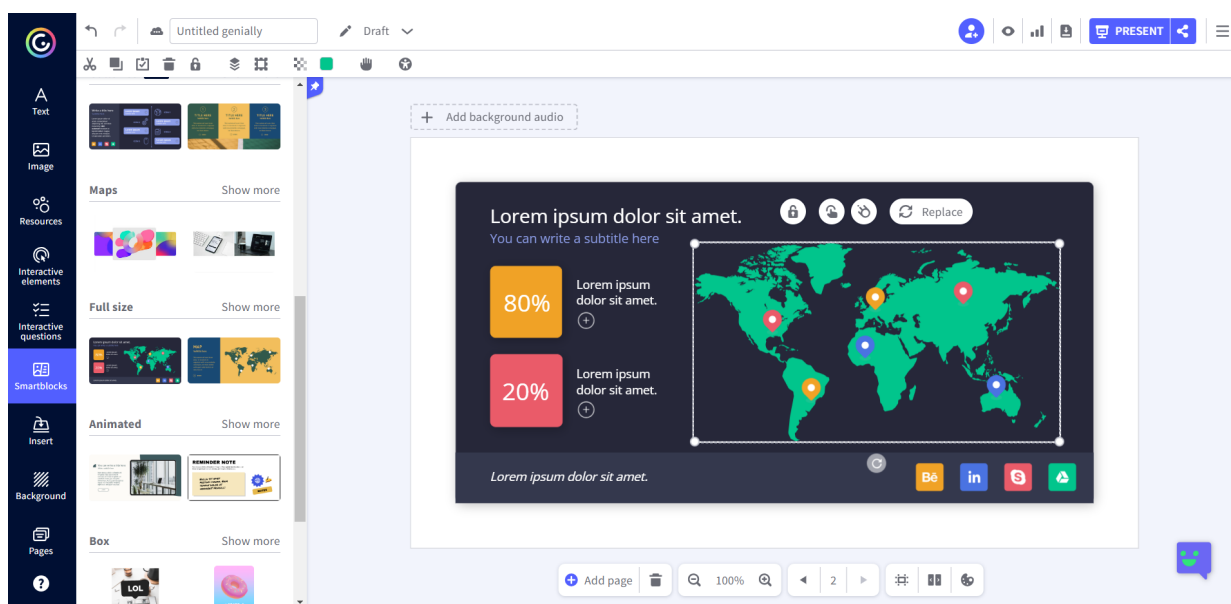 Untitled genially
Draft
PRESENT
Text
Image
Resources
Interactive
elements
Interactive
questions
Smartblocks
Insert
Background
Pages
?
Maps
Show more
Full size
Show more
Animated
Show more
REMINDER NOTE
Box
Show more
LOL
+ Add background audio
Lorem ipsum dolor sit amet.
You can write a subtitle here
Replace
80%
Lorem ipsum
dolor sit amet.
20%
Lorem ipsum
dolor sit amet.
Lorem ipsum dolor sit amet.
Bē
in
Add page
100%
2